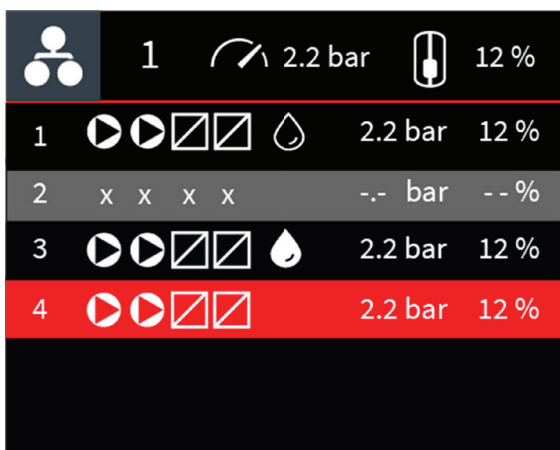 1 2.2 bar 12 %
1 2.2 bar 12 %
2 x x x x -.- bar - - %
3 2.2 bar 12 %
4 2.2 bar 12 %